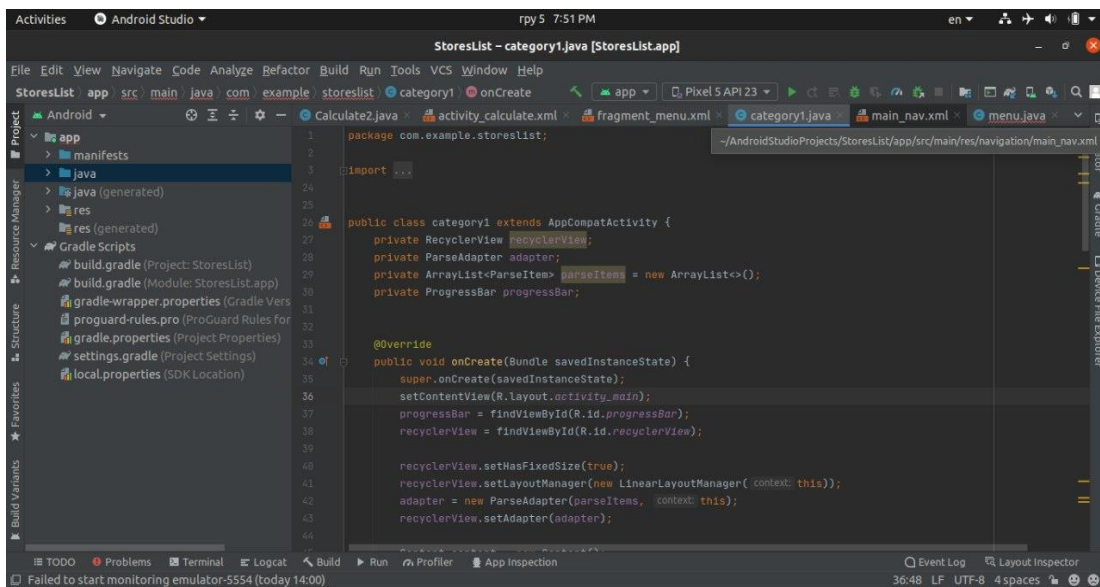 Activities Android Studio гру 5 7:51 PM en
StoresList – category1.java [StoresList.app]
File Edit View Navigate Code Analyze Refactor Build Run Tools VCS Window Help
StoresList app src main java com example storeslist category1 onCreate app Pixel 5 API 23
Android Calculate2.java activity_calculate.xml fragment_menu.xml category1.java main_nav.xml menu.java
~/AndroidStudioProjects/StoresList/app/src/main/res/navigation/main_nav.xml
Project
Resource Manager
Structure
Favorites
Build Variants
app
manifests
java
java (generated)
res
res (generated)
Gradle Scripts
build.gradle (Project: StoresList)
build.gradle (Module: StoresList.app)
gradle-wrapper.properties (Gradle Vers
proguard-rules.pro (ProGuard Rules for
gradle.properties (Project Properties)
settings.gradle (Project Settings)
local.properties (SDK Location)
1 package com.example.storeslist;
2
3 import ...
24
25
26 public class category1 extends AppCompatActivity {
27 private RecyclerView recyclerView;
28 private ParseAdapter adapter;
29 private ArrayList<ParseItem> parseItems = new ArrayList<>();
30 private ProgressBar progressBar;
31
32
33 @Override
34 public void onCreate(Bundle savedInstanceState) {
35 super.onCreate(savedInstanceState);
36 setContentView(R.layout.activity_main);
37 progressBar = findViewById(R.id.progressBar);
38 recyclerView = findViewById(R.id.recyclerView);
39
40 recyclerView.setHasFixedSize(true);
41 recyclerView.setLayoutManager(new LinearLayoutManager( context: this));
42 adapter = new ParseAdapter(parseItems, context: this);
43 recyclerView.setAdapter(adapter);
44
Gradle
Device File Explorer
TODO Problems Terminal Logcat Build Run Profiler App Inspection Event Log Layout Inspector
Failed to start monitoring emulator-5554 (today 14:00) 36:48 LF UTF-8 4 spaces